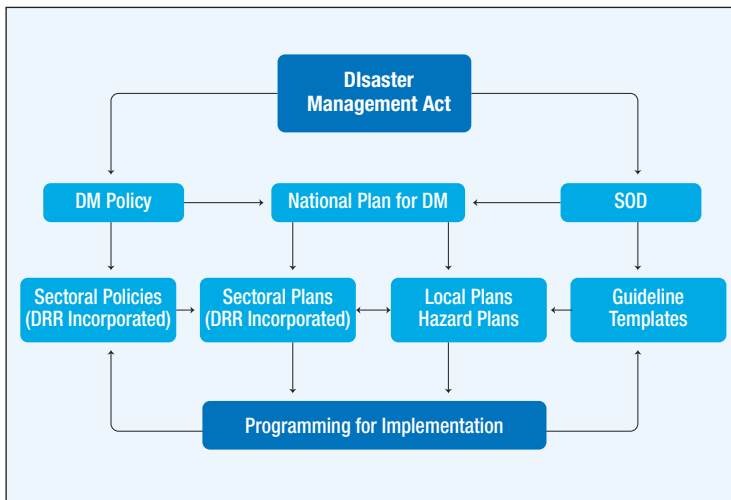 DIsaster
Management Act
DM Policy
National Plan for DM
SOD
Sectoral Policies
(DRR Incorporated)
Sectoral Plans
(DRR Incorporated)
Local Plans
Hazard Plans
Guideline
Templates
Programming for Implementation